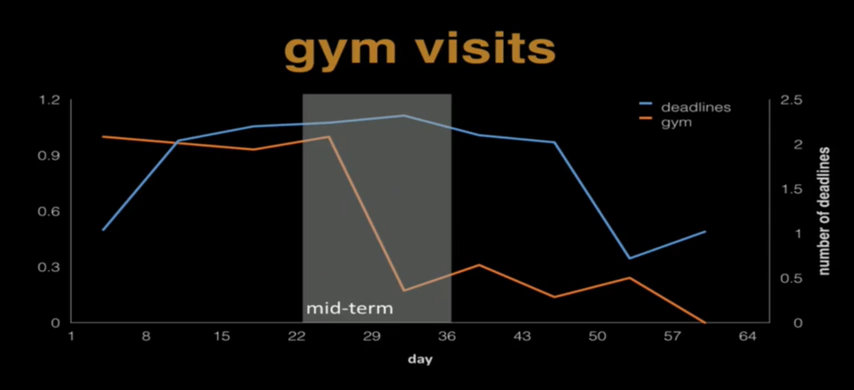 gym visits
1.2
0.9
0.6
0.3
0
2.5
2
1.5
1
0.5
0
deadlines
gym
number of deadlines
mid-term
1 8 15 22 29 36 43 50 57 64
day